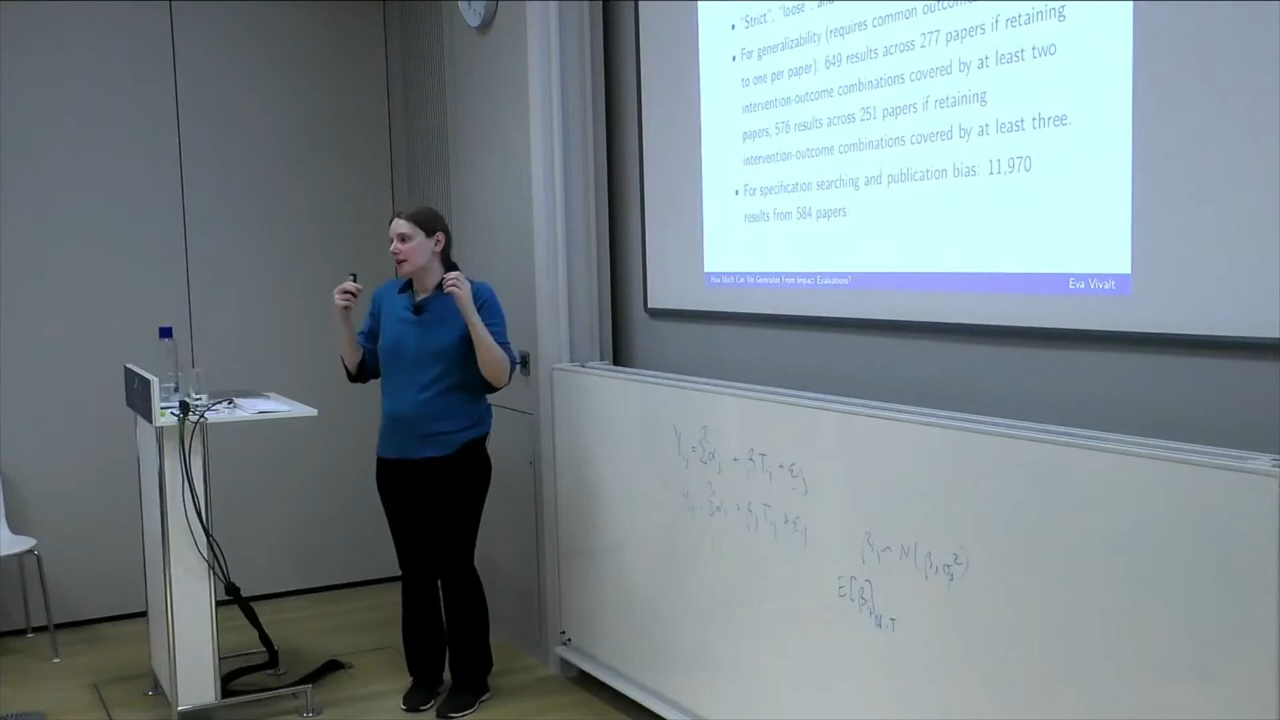 • "Strict", "loose", and
• For generalizability (requires common outcomes
to one per paper): 649 results across 277 papers if retaining
intervention-outcome combinations covered by at least two
papers, 576 results across 251 papers if retaining
intervention-outcome combinations covered by at least three.
• For specification searching and publication bias: 11,970
results from 584 papers.
How Much Can We Generalize From Impact Evaluations? Eva Vivalt
β_j ~ N(β, σ_β²)